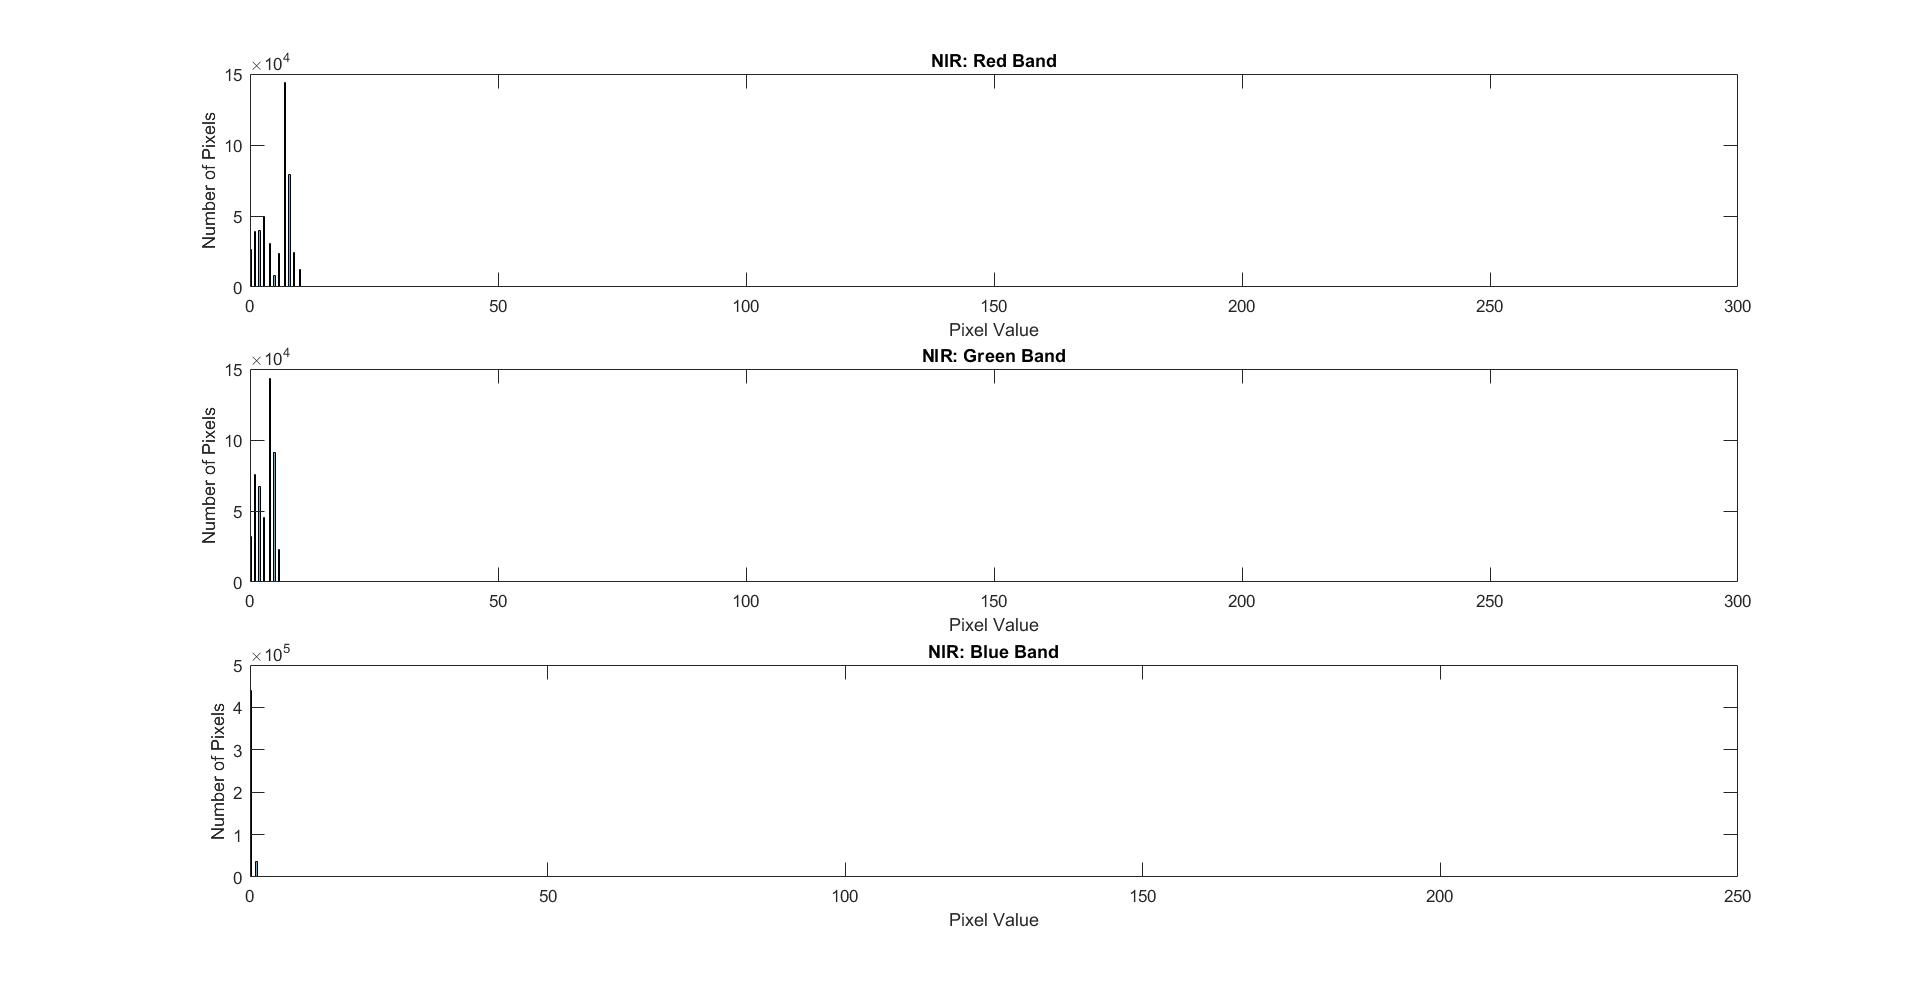 NIR: Red Band
×10^4
15
10
5
0
Number of Pixels
0 50 100 150 200 250 300
Pixel Value
NIR: Green Band
×10^4
15
10
5
0
Number of Pixels
0 50 100 150 200 250 300
Pixel Value
NIR: Blue Band
×10^5
5
4
3
2
1
0
Number of Pixels
0 50 100 150 200 250
Pixel Value